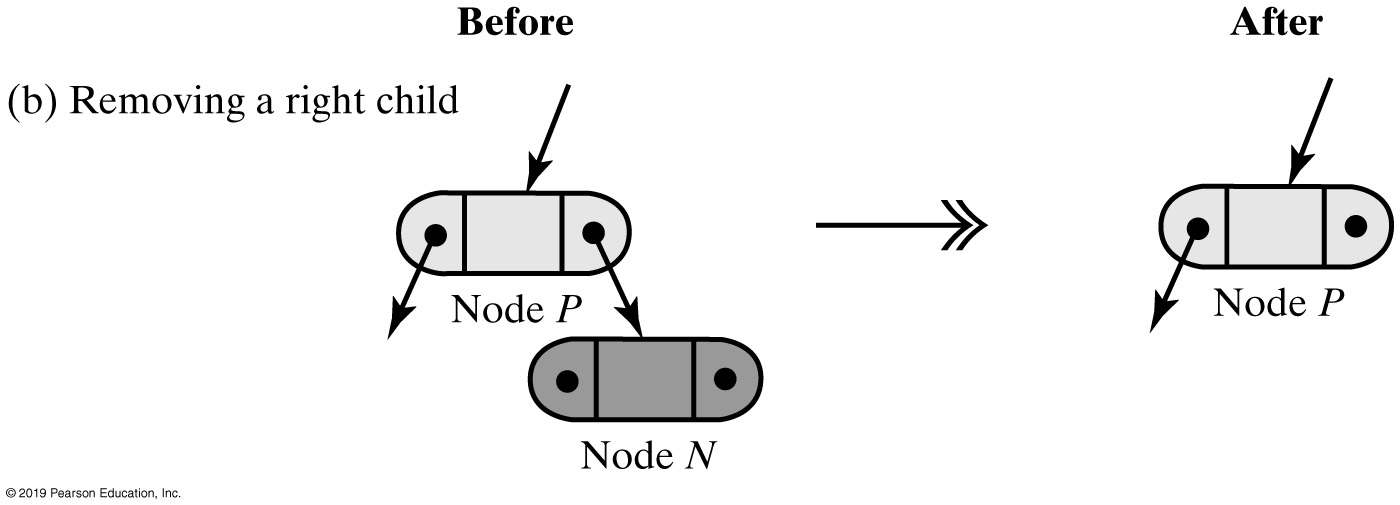 Before
After
(b) Removing a right child
Node P
Node P
Node N
© 2019 Pearson Education, Inc.